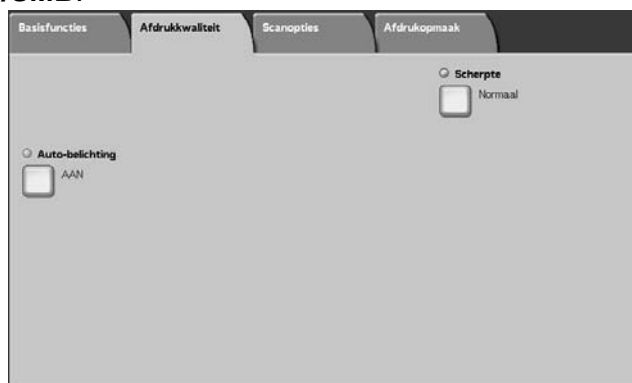 Basisfuncties Afdrukkwaliteit Scanopties Afdrukopmaak
Scherpte
Normaal
Auto-belichting
AAN